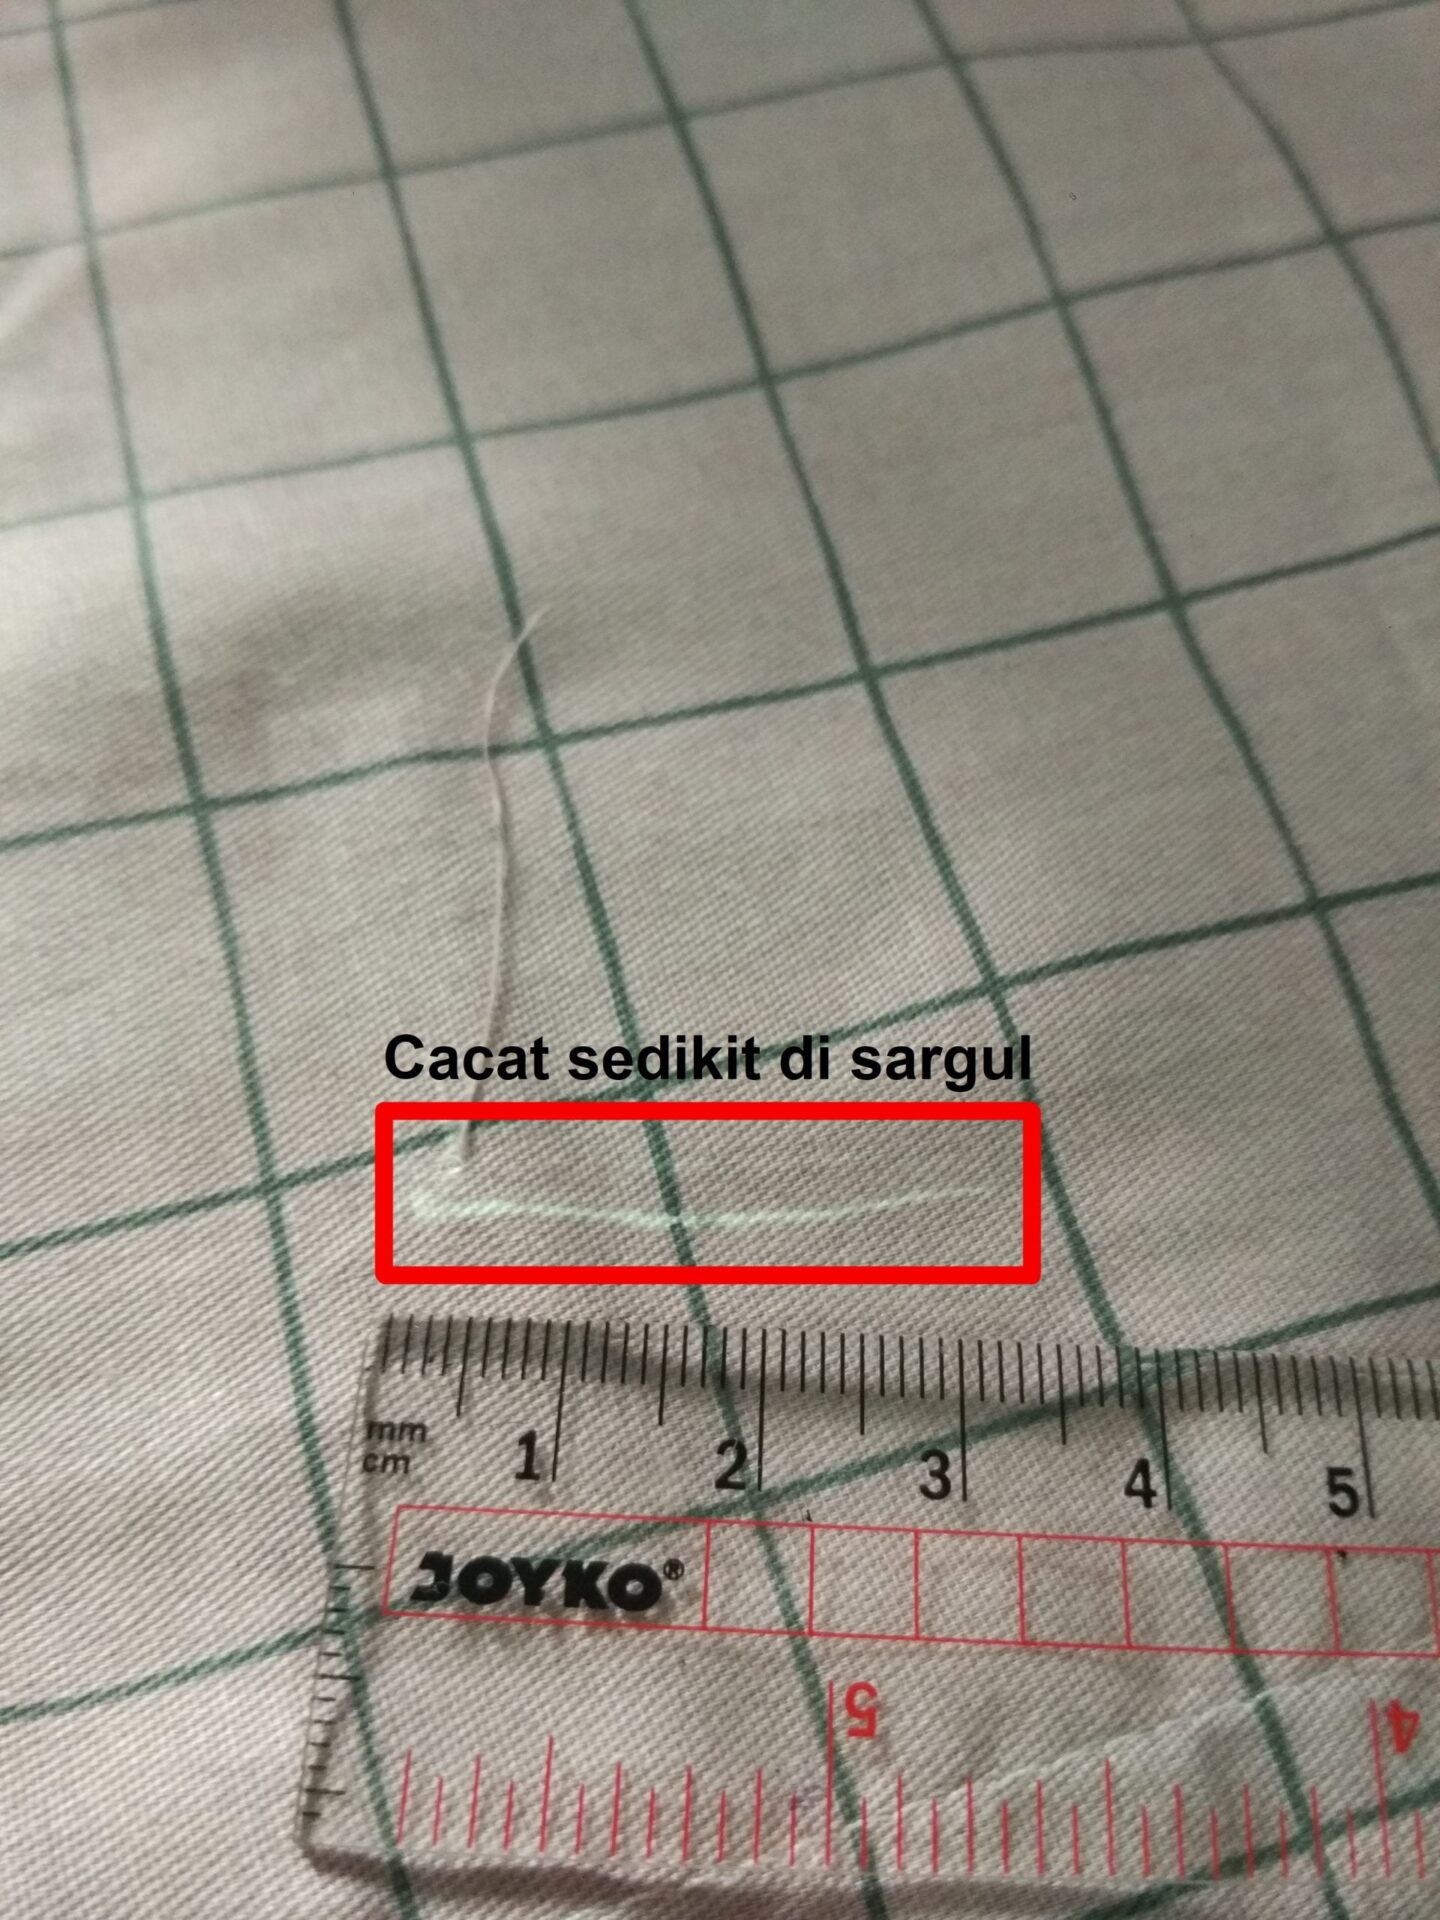 Cacat sedikit di sargul
mm
cm
1 2 3 4 5
JOYKO®
5 4